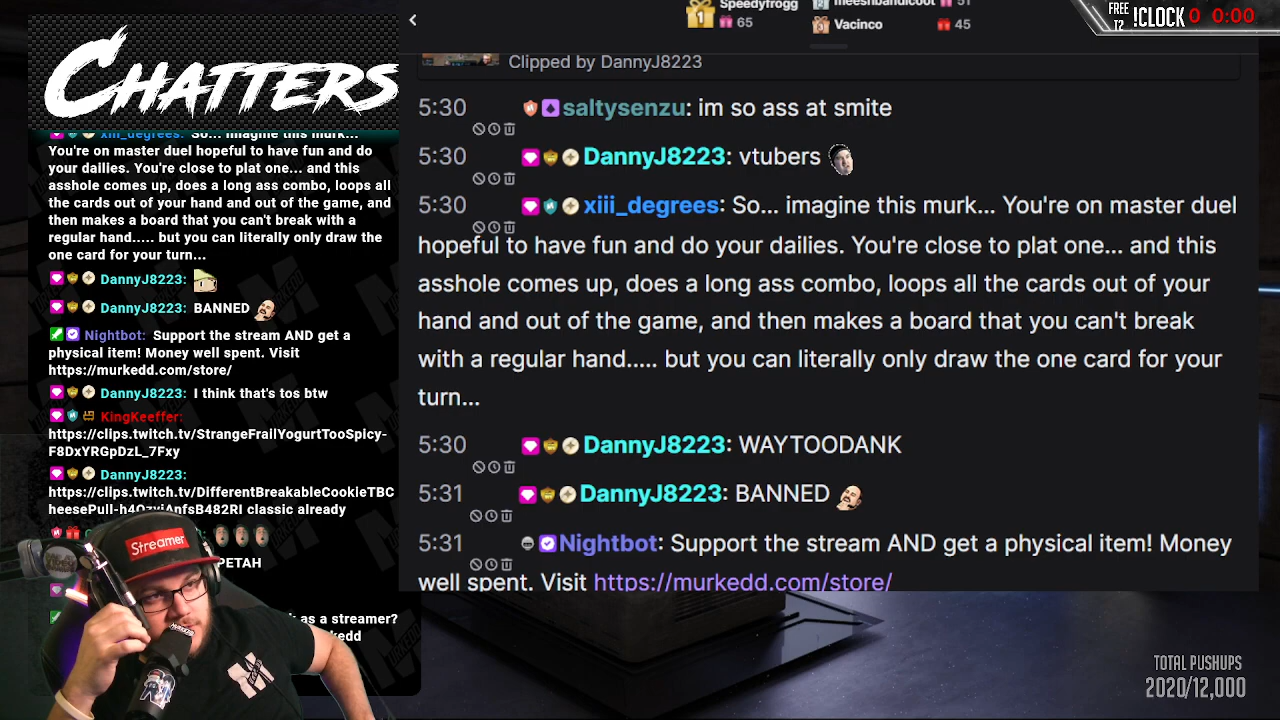 CHATTERS
xiii_degrees: So... imagine this murk...
You're on master duel hopeful to have fun and do
your dailies. You're close to plat one... and this
asshole comes up, does a long ass combo, loops all
the cards out of your hand and out of the game, and
then makes a board that you can't break with a
regular hand..... but you can literally only draw the
one card for your turn...
DannyJ8223:
DannyJ8223: BANNED
Nightbot: Support the stream AND get a
physical item! Money well spent. Visit
https://murkedd.com/store/
DannyJ8223: I think that's tos btw
KingKeeffer:
https://clips.twitch.tv/StrangeFrailYogurtTooSpicy-
F8DxYRGpDzL_7Fxy
DannyJ8223:
https://clips.twitch.tv/DifferentBreakableCookieTBC
classic already
PETAH
as a streamer?
Streamer
MURKEDD
Speedyfrogg
1
65
meeshbandicoot 51
Vacinco 45
FREE
12
!CLOCK 0 0:00
Clipped by DannyJ8223
5:30 saltysenzu: im so ass at smite
5:30 DannyJ8223: vtubers
5:30 xiii_degrees: So... imagine this murk... You're on master duel
hopeful to have fun and do your dailies. You're close to plat one... and this
asshole comes up, does a long ass combo, loops all the cards out of your
hand and out of the game, and then makes a board that you can't break
with a regular hand..... but you can literally only draw the one card for your
turn...
5:30 DannyJ8223: WAYTOODANK
5:31 DannyJ8223: BANNED
5:31 Nightbot: Support the stream AND get a physical item! Money
well spent. Visit https://murkedd.com/store/
TOTAL PUSHUPS
2020/12,000